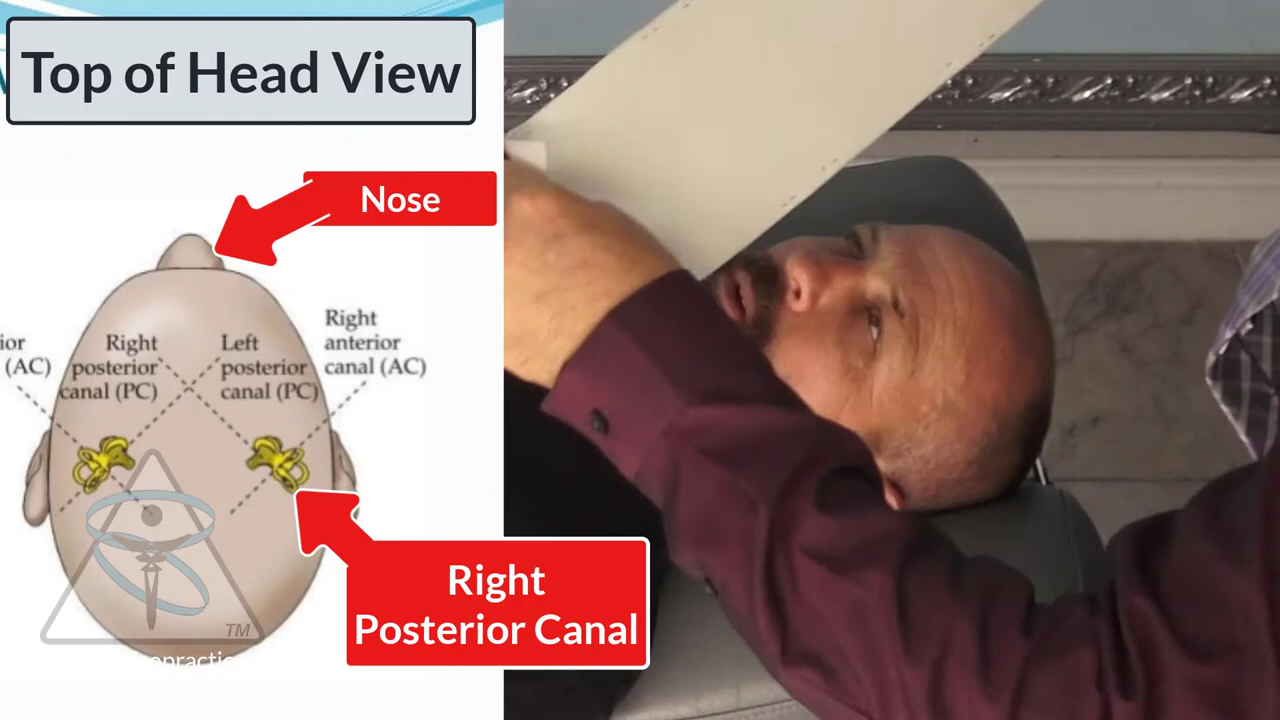 Top of Head View
Nose
Right
anterior
canal (AC)
Right
posterior
canal (PC)
Left
posterior
canal (PC)
(AC)
TM
Right
Posterior Canal